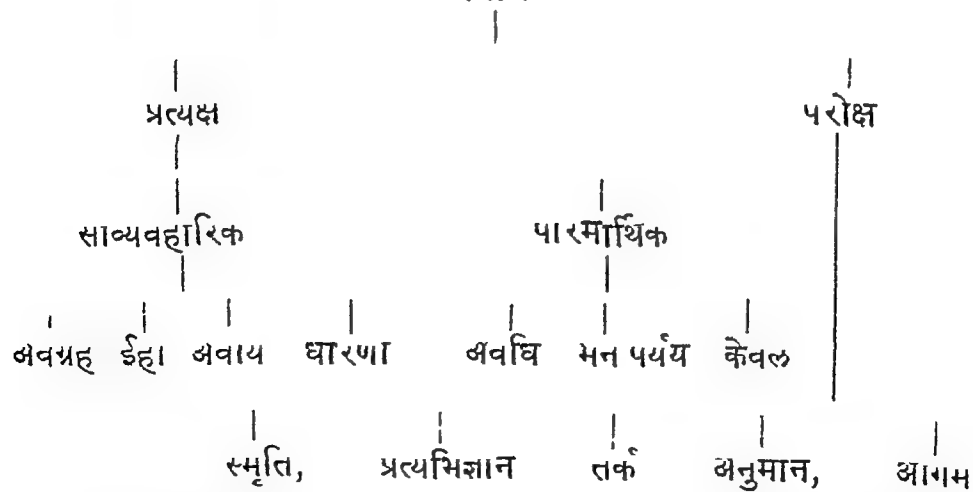 प्रत्यक्ष परोक्ष
साव्यवहारिक पारमार्थिक
अवग्रह ईहा अवाय धारणा अवधि मन पर्यय केवल
स्मृति, प्रत्यभिज्ञान तर्क अनुमान, आगम